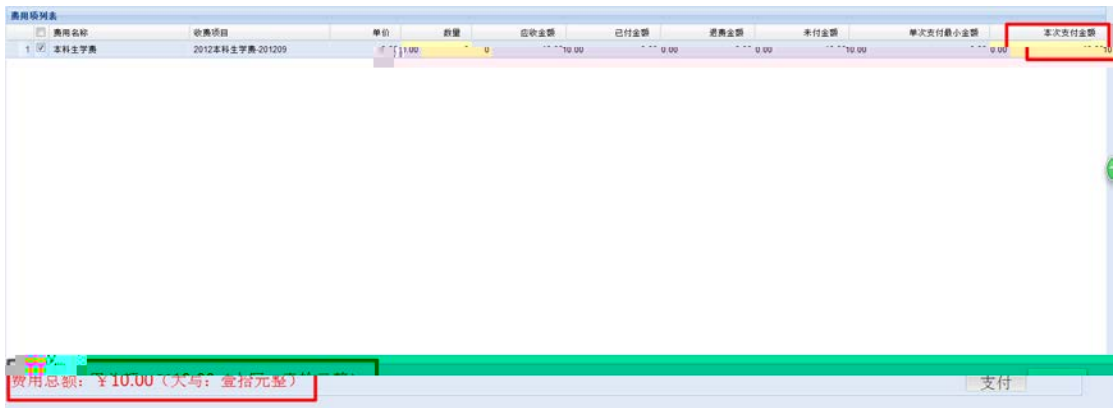 费用项列表
费用名称 收费项目 单价 数量 应收金额 已付金额 退费金额 未付金额 单次支付最小金额 本次支付金额
1 本科生学费 2012本科生学费-201209 0 10.00 0.00 0.00 10.00 0.00
费用总额：￥10.00（大写：壹拾元整）
支付